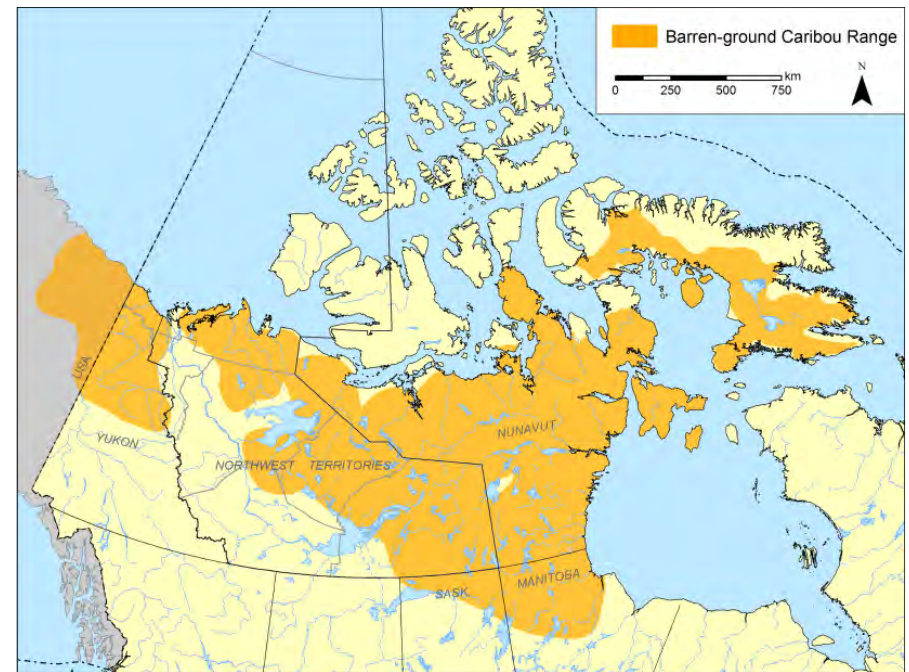 Barren-ground Caribou Range
km
0 250 500 750
N
USA
YUKON
NORTHWEST TERRITORIES
NUNAVUT
SASK.
MANITOBA